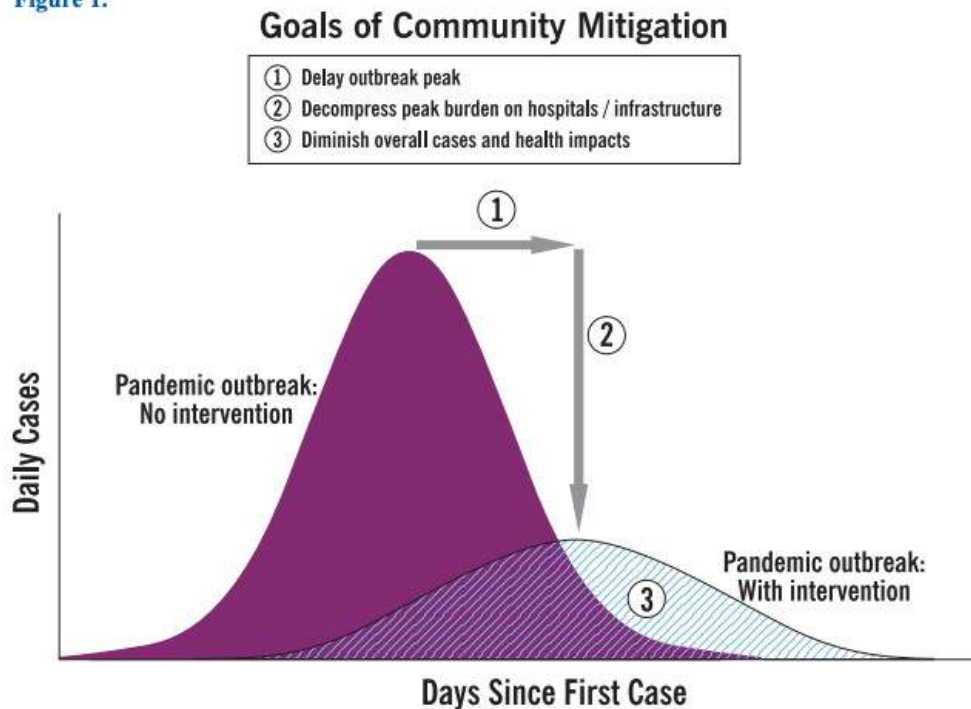 Figure 1.
Goals of Community Mitigation
① Delay outbreak peak
② Decompress peak burden on hospitals / infrastructure
③ Diminish overall cases and health impacts
①
②
Pandemic outbreak:
No intervention
Daily Cases
Pandemic outbreak:
With intervention
③
Days Since First Case